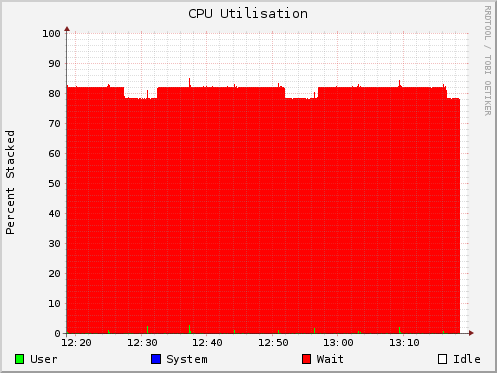 CPU Utilisation
RRDTOOL / TOBI OETIKER
Percent Stacked
100
90
80
70
60
50
40
30
20
10
0
12:20 12:30 12:40 12:50 13:00 13:10
User System Wait Idle